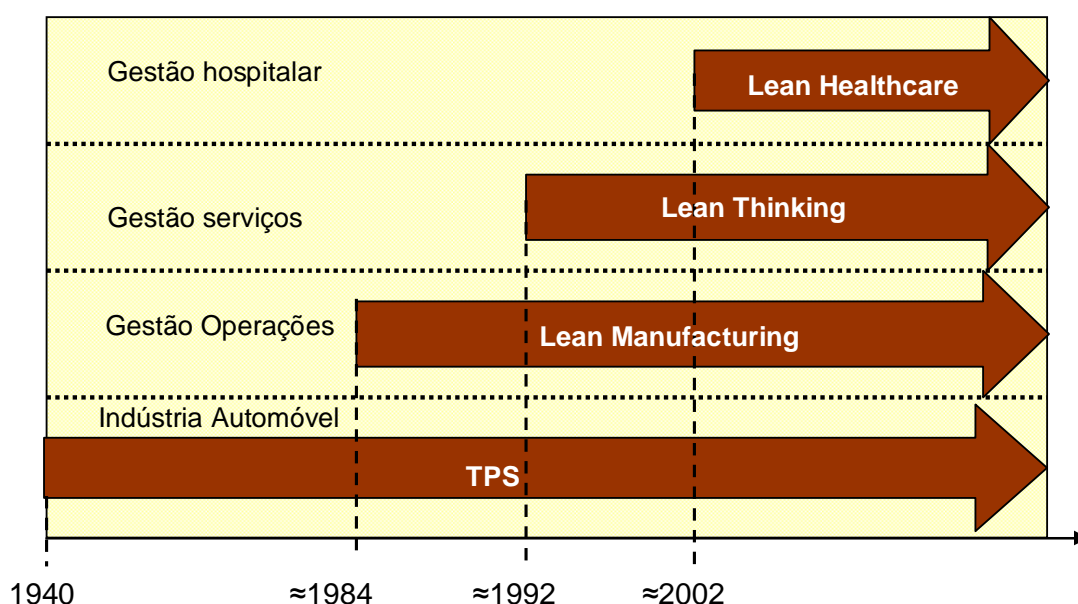 Gestão hospitalar
Lean Healthcare
Gestão serviços
Lean Thinking
Gestão Operações
Lean Manufacturing
Indústria Automóvel
TPS
1940
≈1984
≈1992
≈2002